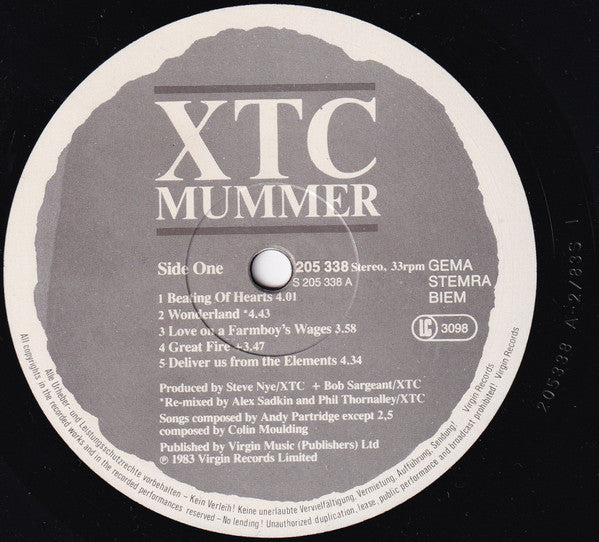 XTC
MUMMER
Side One
205 338 Stereo, 33rpm
S 205 338 A
GEMA
STEMRA
BIEM
LC 3098
1 Beating Of Hearts 4.01
2 Wonderland *4.43
3 Love on a Farmboy's Wages 3.58
4 Great Fire +3.47
5 Deliver us from the Elements 4.34
Produced by Steve Nye/XTC + Bob Sargeant/XTC
*Re-mixed by Alex Sadkin and Phil Thornalley/XTC
Songs composed by Andy Partridge except 2,5
composed by Colin Moulding
Published by Virgin Music (Publishers) Ltd
℗ 1983 Virgin Records Limited
Alle Urheber- und Leistungsschutzrechte vorbehalten – Kein Verleih! Keine unerlaubte Vervielfältigung, Vermietung, Aufführung, Sendung! Virgin Records
All copyrights in the recorded works and in the recorded performances reserved – No lending! Unauthorized duplication, lease, public performance and broadcast prohibited! Virgin Records
205338 A-2/83S 1